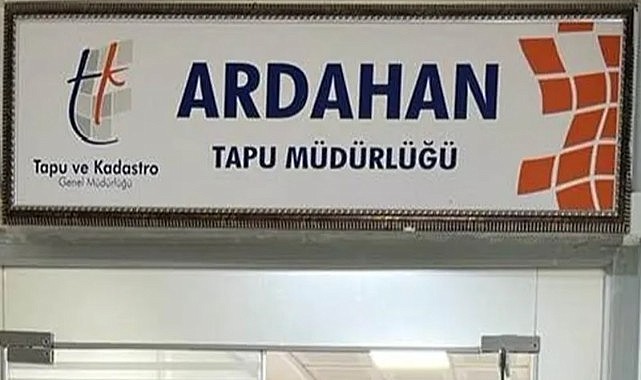 ARDAHAN
TAPU MÜDÜRLÜĞÜ
tk
Tapu ve Kadastro
Genel Müdürlüğü